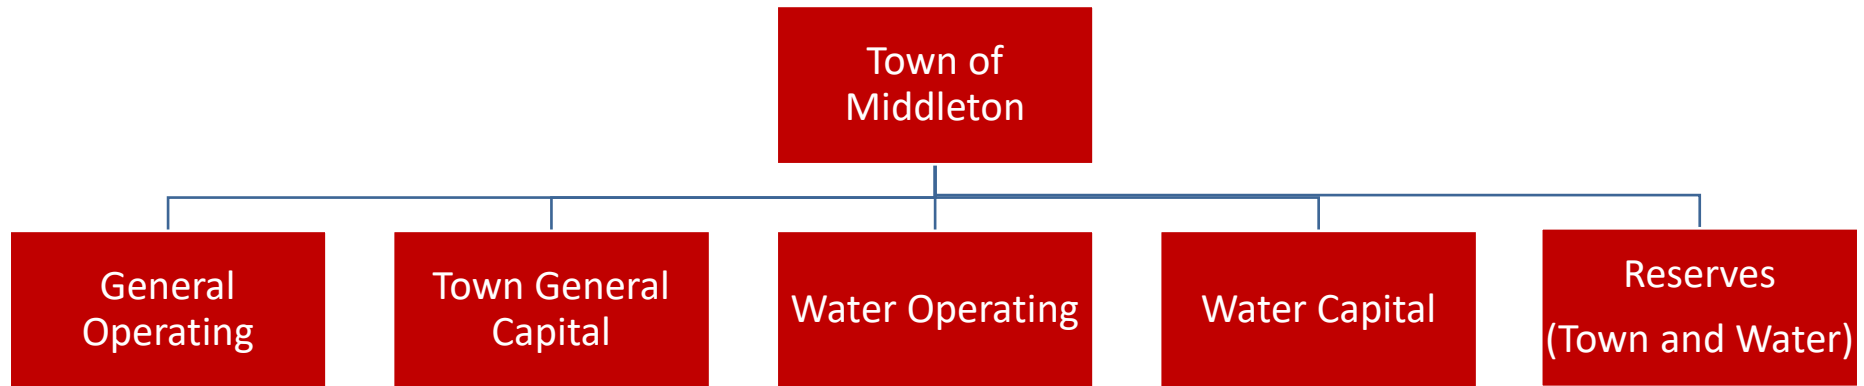 Town of
Middleton
General
Operating
Town General
Capital
Water Operating
Water Capital
Reserves
(Town and Water)